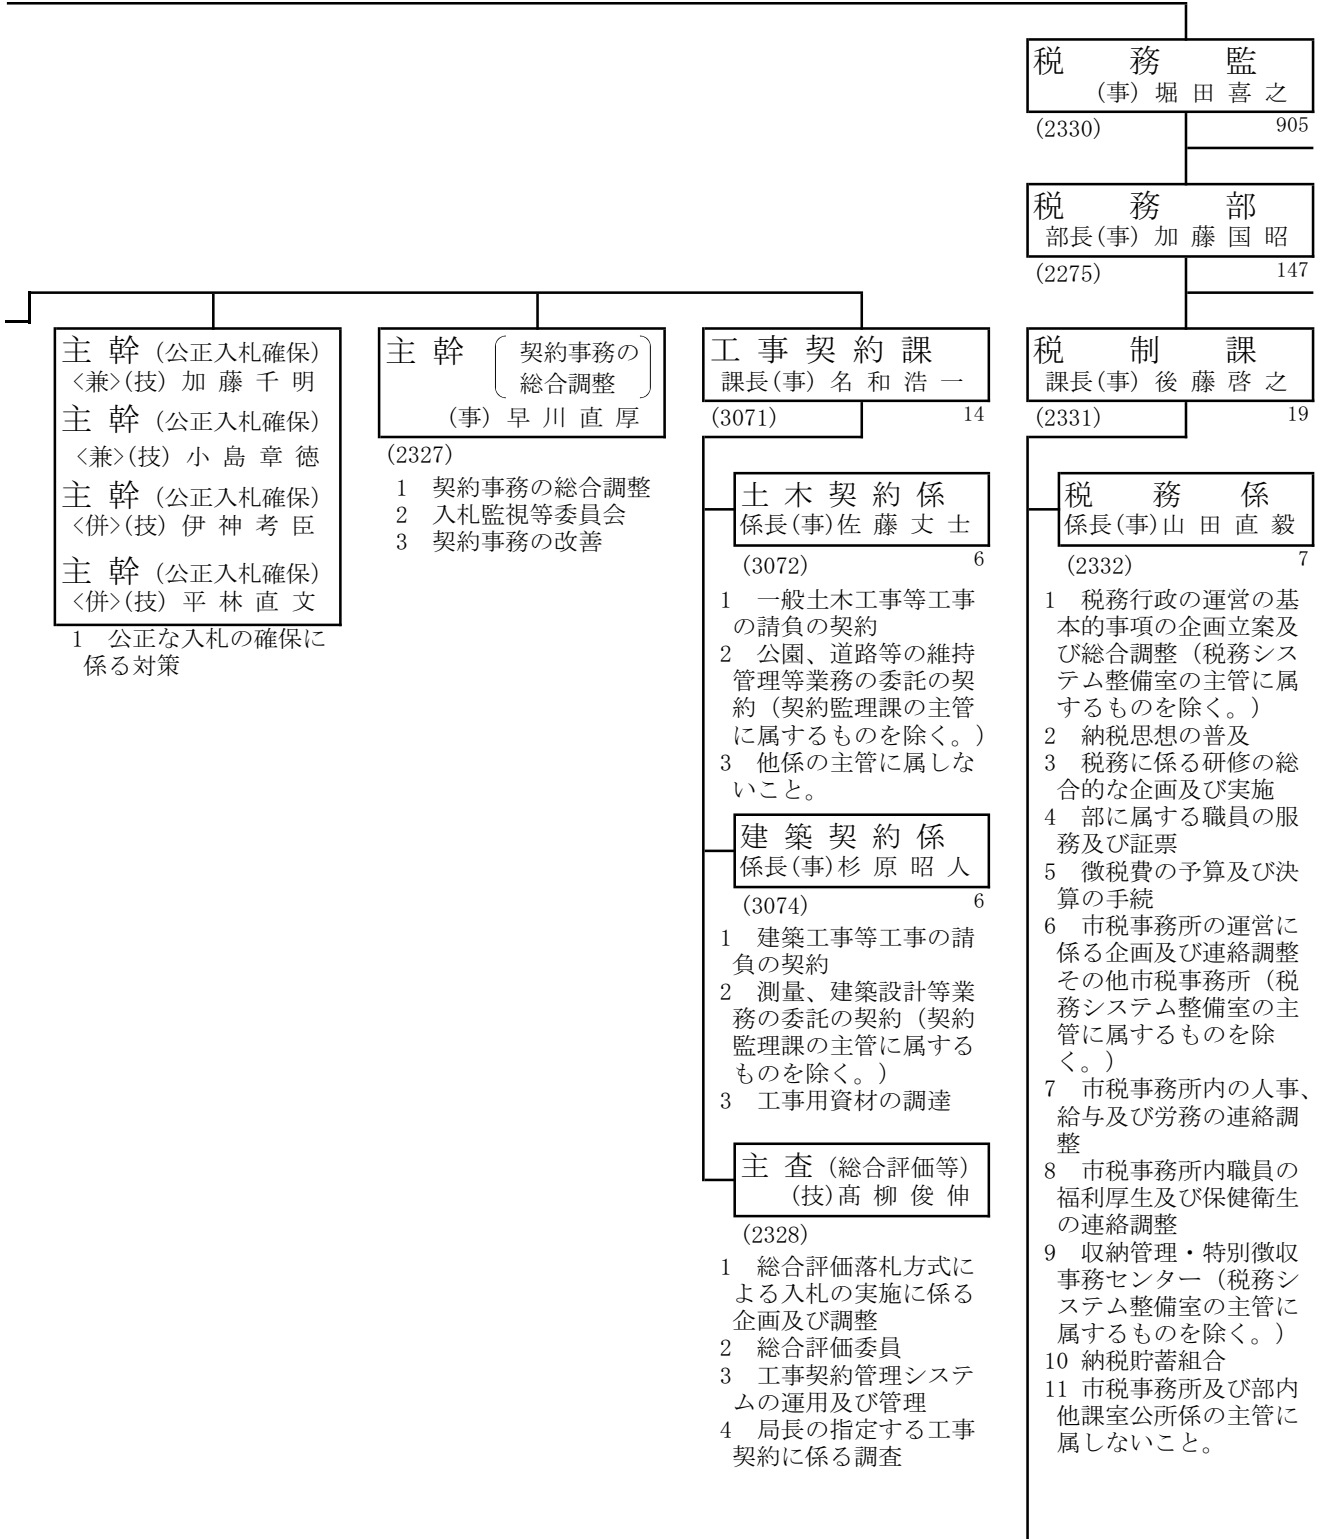 主幹（公正入札確保）
<兼>(技) 加藤千明
主幹（公正入札確保）
<兼>(技) 小島章徳
主幹（公正入札確保）
<併>(技) 伊神考臣
主幹（公正入札確保）
<併>(技) 平林直文
1　公正な入札の確保に
係る対策
主幹
契約事務の
総合調整
(事) 早川直厚
(2327)
1　契約事務の総合調整
2　入札監視等委員会
3　契約事務の改善
工事契約課
課長(事) 名和浩一
(3071)　14
土木契約係
係長(事)佐藤丈士
(3072)　6
1　一般土木工事等工事
の請負の契約
2　公園、道路等の維持
管理等業務の委託の契
約（契約監理課の主管
に属するものを除く。）
3　他係の主管に属しな
いこと。
建築契約係
係長(事)杉原昭人
(3074)　6
1　建築工事等工事の請
負の契約
2　測量、建築設計等業
務の委託の契約（契約
監理課の主管に属する
ものを除く。）
3　工事用資材の調達
主査（総合評価等）
(技)髙柳俊伸
(2328)
1　総合評価落札方式に
よる入札の実施に係る
企画及び調整
2　総合評価委員
3　工事契約管理システ
ムの運用及び管理
4　局長の指定する工事
契約に係る調査
税務監
(事) 堀田喜之
(2330)　905
税務部
部長(事) 加藤国昭
(2275)　147
税制課
課長(事) 後藤啓之
(2331)　19
税務係
係長(事)山田直毅
(2332)　7
1　税務行政の運営の基
本的事項の企画立案及
び総合調整（税務シス
テム整備室の主管に属
するものを除く。）
2　納税思想の普及
3　税務に係る研修の総
合的な企画及び実施
4　部に属する職員の服
務及び証票
5　徴税費の予算及び決
算の手続
6　市税事務所の運営に
係る企画及び連絡調整
その他市税事務所（税
務システム整備室の主
管に属するものを除
く。）
7　市税事務所内の人事、
給与及び労務の連絡調
整
8　市税事務所内職員の
福利厚生及び保健衛生
の連絡調整
9　収納管理・特別徴収
事務センター（税務シ
ステム整備室の主管に
属するものを除く。）
10 納税貯蓄組合
11 市税事務所及び部内
他課室公所係の主管に
属しないこと。